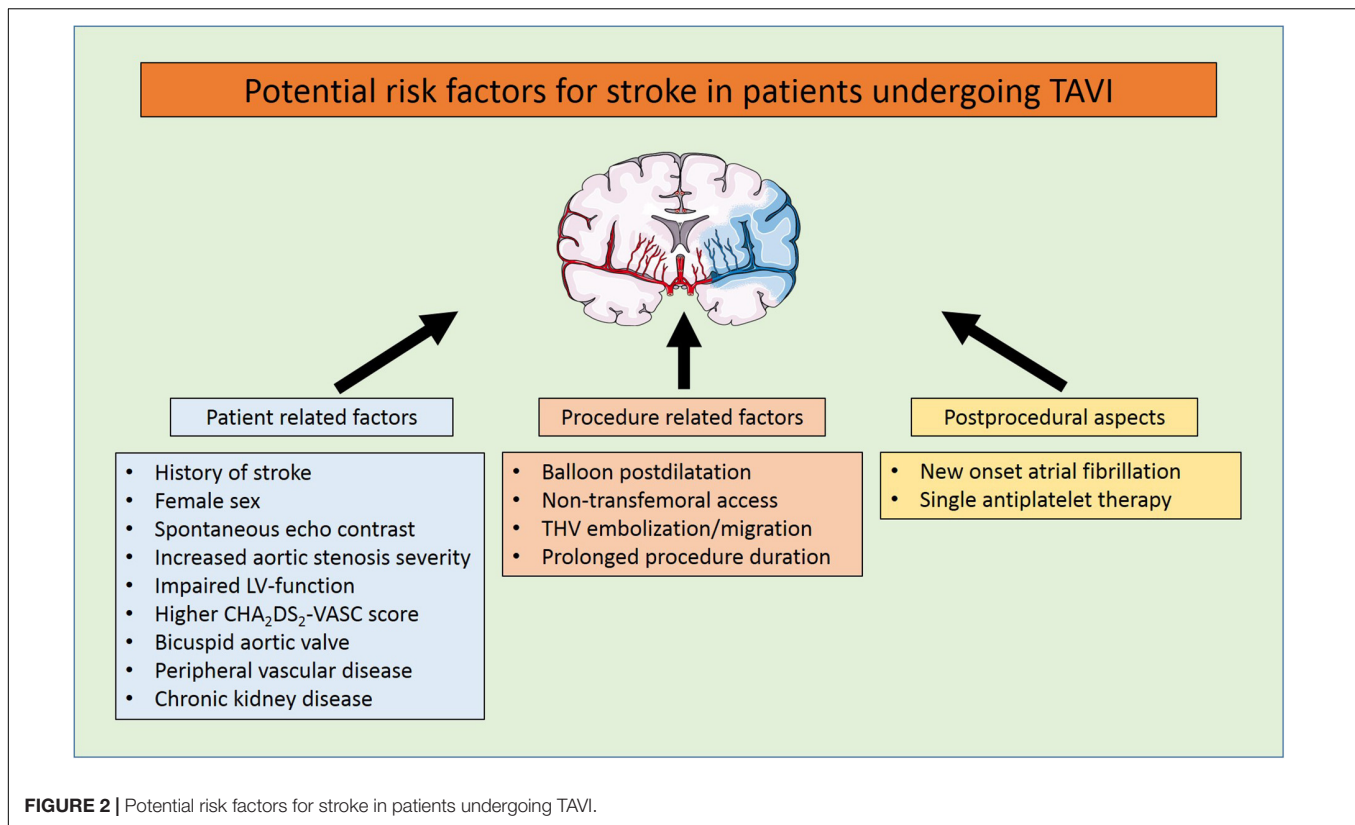 Potential risk factors for stroke in patients undergoing TAVI
Patient related factors
• History of stroke
• Female sex
• Spontaneous echo contrast
• Increased aortic stenosis severity
• Impaired LV-function
• Higher CHA₂DS₂-VASC score
• Bicuspid aortic valve
• Peripheral vascular disease
• Chronic kidney disease
Procedure related factors
• Balloon postdilatation
• Non-transfemoral access
• THV embolization/migration
• Prolonged procedure duration
Postprocedural aspects
• New onset atrial fibrillation
• Single antiplatelet therapy
FIGURE 2 | Potential risk factors for stroke in patients undergoing TAVI.